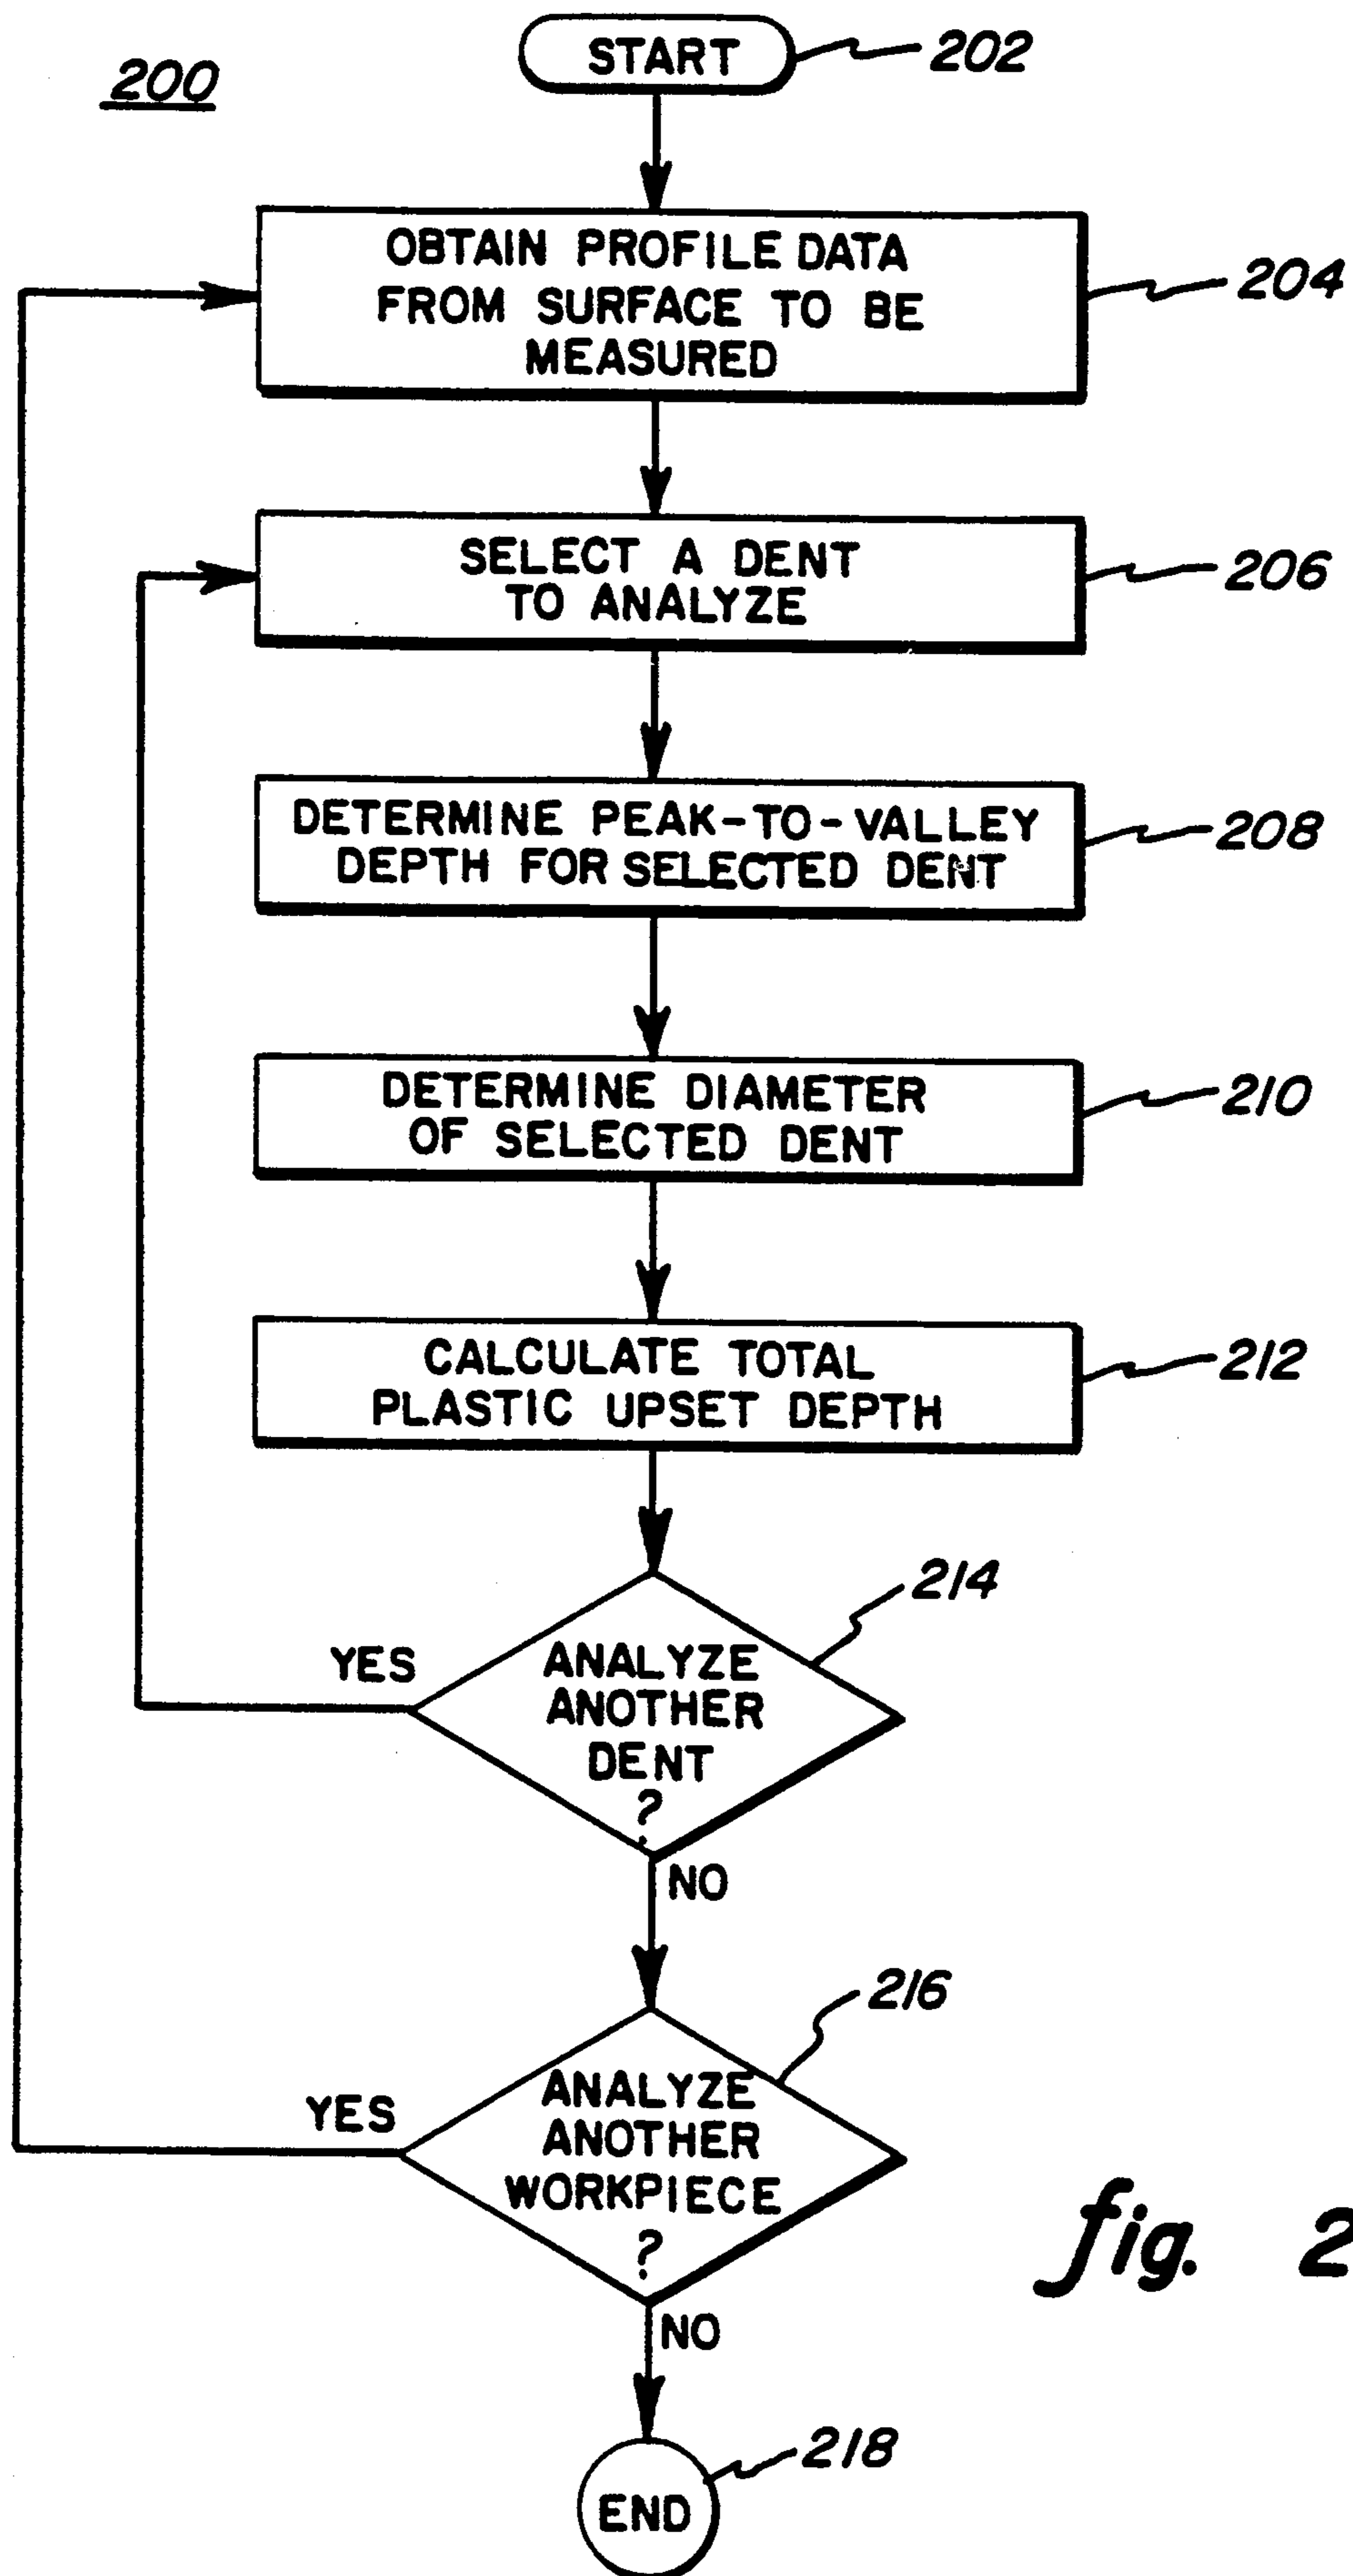 200
START
202
OBTAIN PROFILE DATA
FROM SURFACE TO BE
MEASURED
204
SELECT A DENT
TO ANALYZE
206
DETERMINE PEAK-TO-VALLEY
DEPTH FOR SELECTED DENT
208
DETERMINE DIAMETER
OF SELECTED DENT
210
CALCULATE TOTAL
PLASTIC UPSET DEPTH
212
214
YES
ANALYZE
ANOTHER
DENT
?
NO
216
YES
ANALYZE
ANOTHER
WORKPIECE
?
NO
fig. 2
218
END